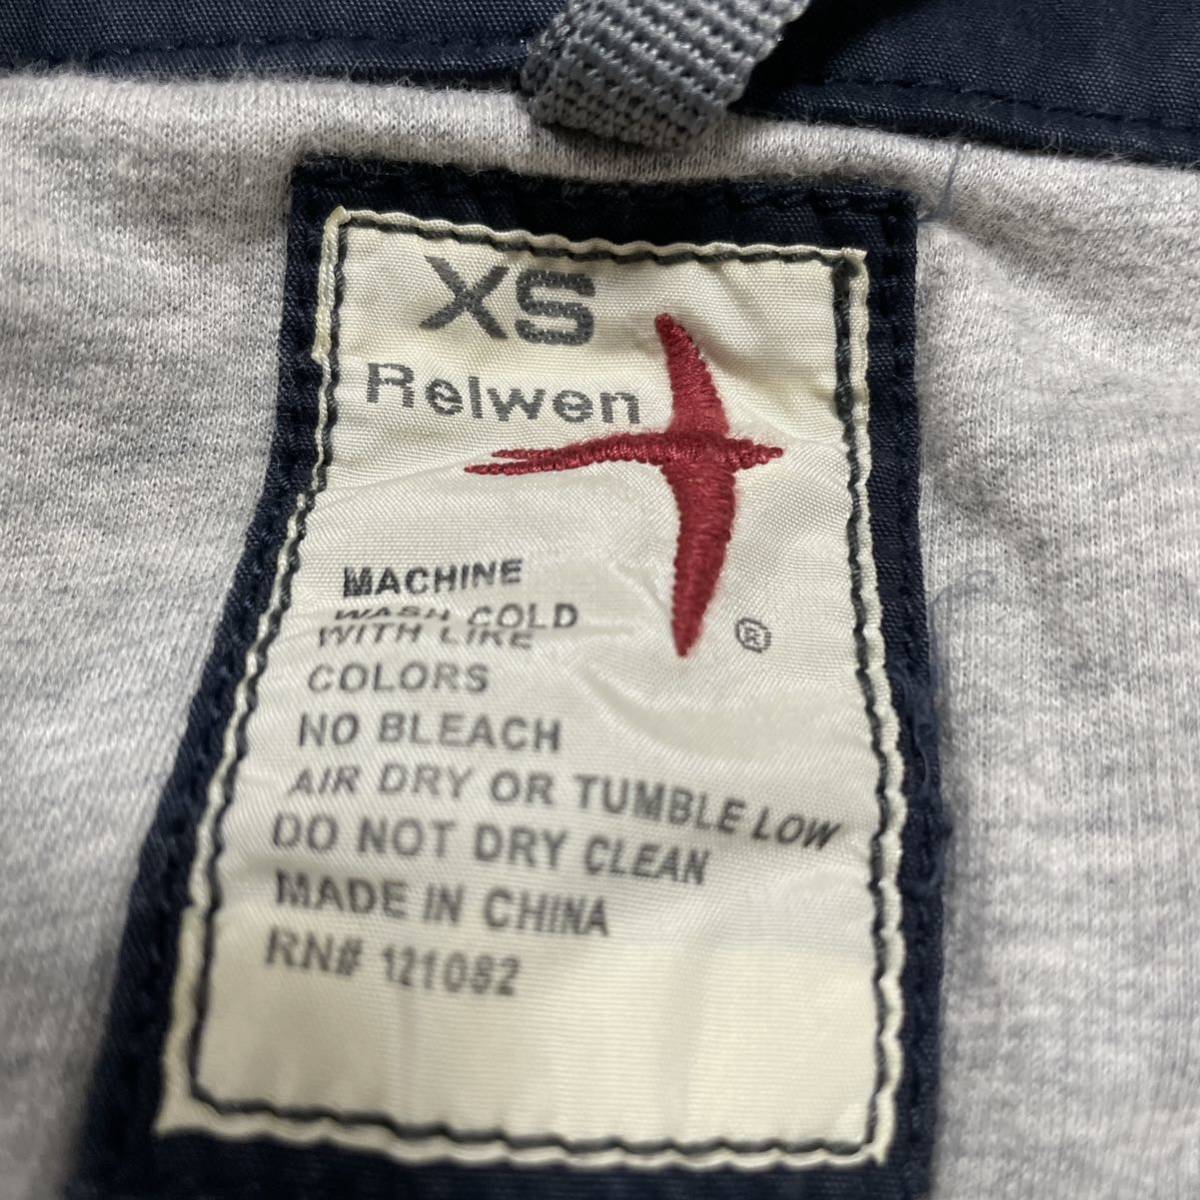 XS
Relwen
®
MACHINE
WASH COLD
WITH LIKE
COLORS
NO BLEACH
AIR DRY OR TUMBLE LOW
DO NOT DRY CLEAN
MADE IN CHINA
RN# 121082